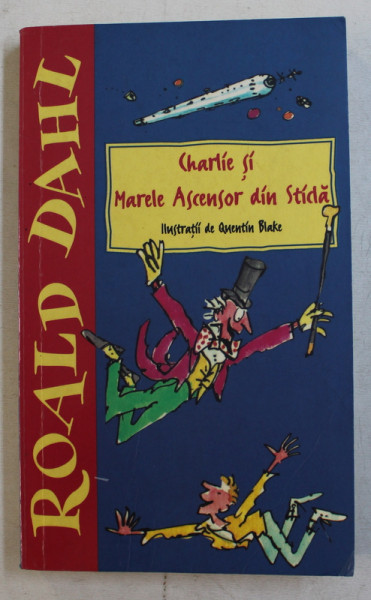 ROALD DAHL
Charlie și
Marele Ascensor din Sticlă
Ilustrații de Quentin Blake